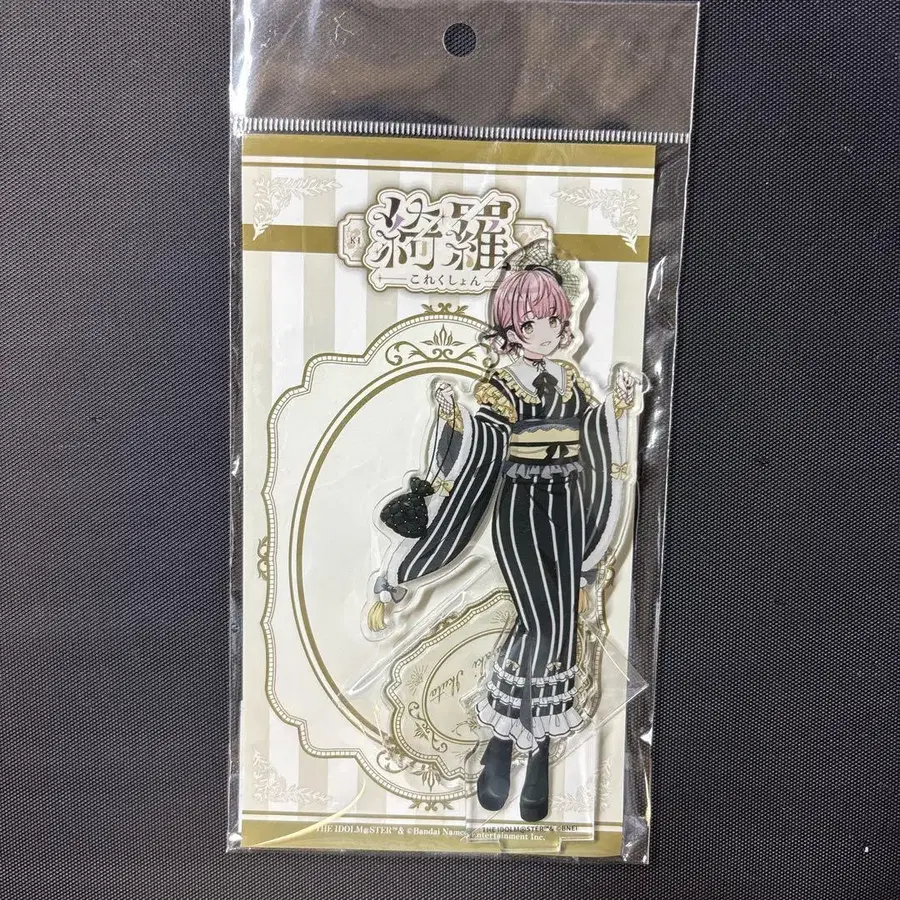 綺羅
これくしょん
THE IDOLM@STER™& ©Bandai Namco Entertainment Inc.
THE IDOLM@STER™& ©BNEI